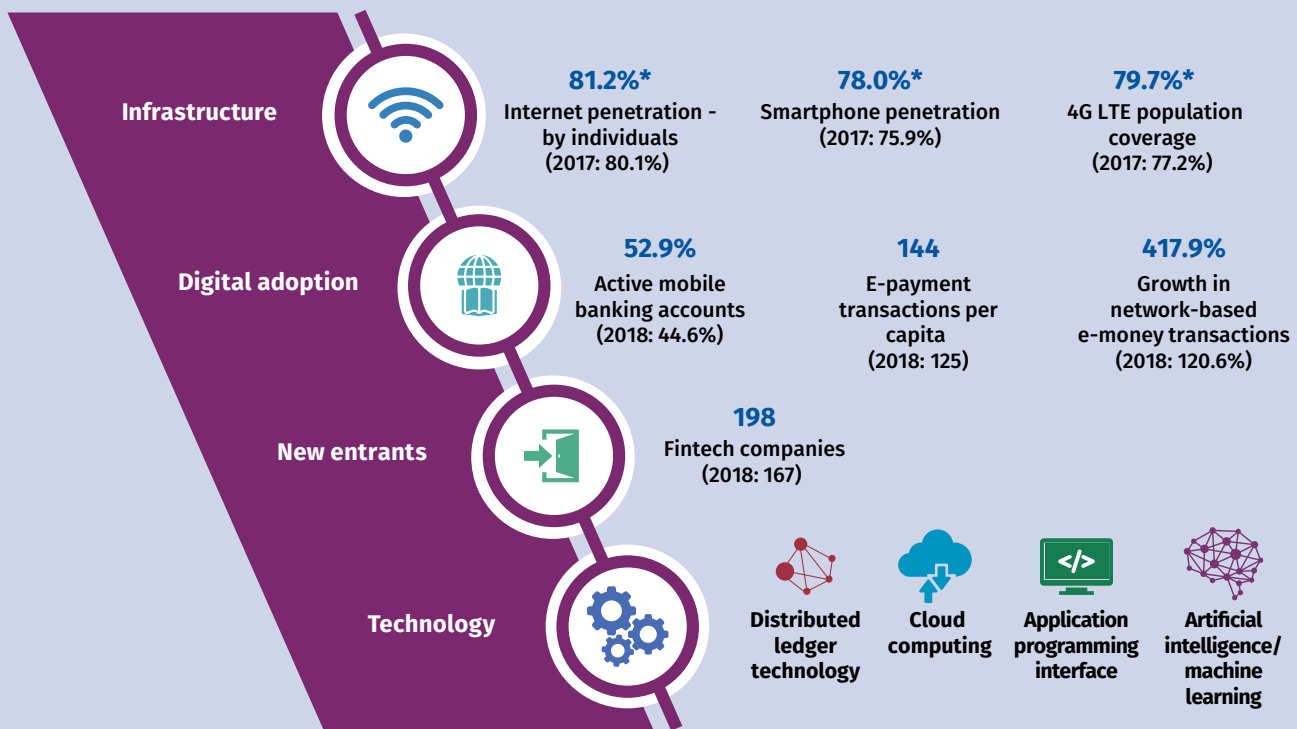 Infrastructure
81.2%*
Internet penetration -
by individuals
(2017: 80.1%)
78.0%*
Smartphone penetration
(2017: 75.9%)
79.7%*
4G LTE population
coverage
(2017: 77.2%)
Digital adoption
52.9%
Active mobile
banking accounts
(2018: 44.6%)
144
E-payment
transactions per
capita
(2018: 125)
417.9%
Growth in
network-based
e-money transactions
(2018: 120.6%)
New entrants
198
Fintech companies
(2018: 167)
Technology
Distributed
ledger
technology
Cloud
computing
</>
Application
programming
interface
Artificial
intelligence/
machine
learning